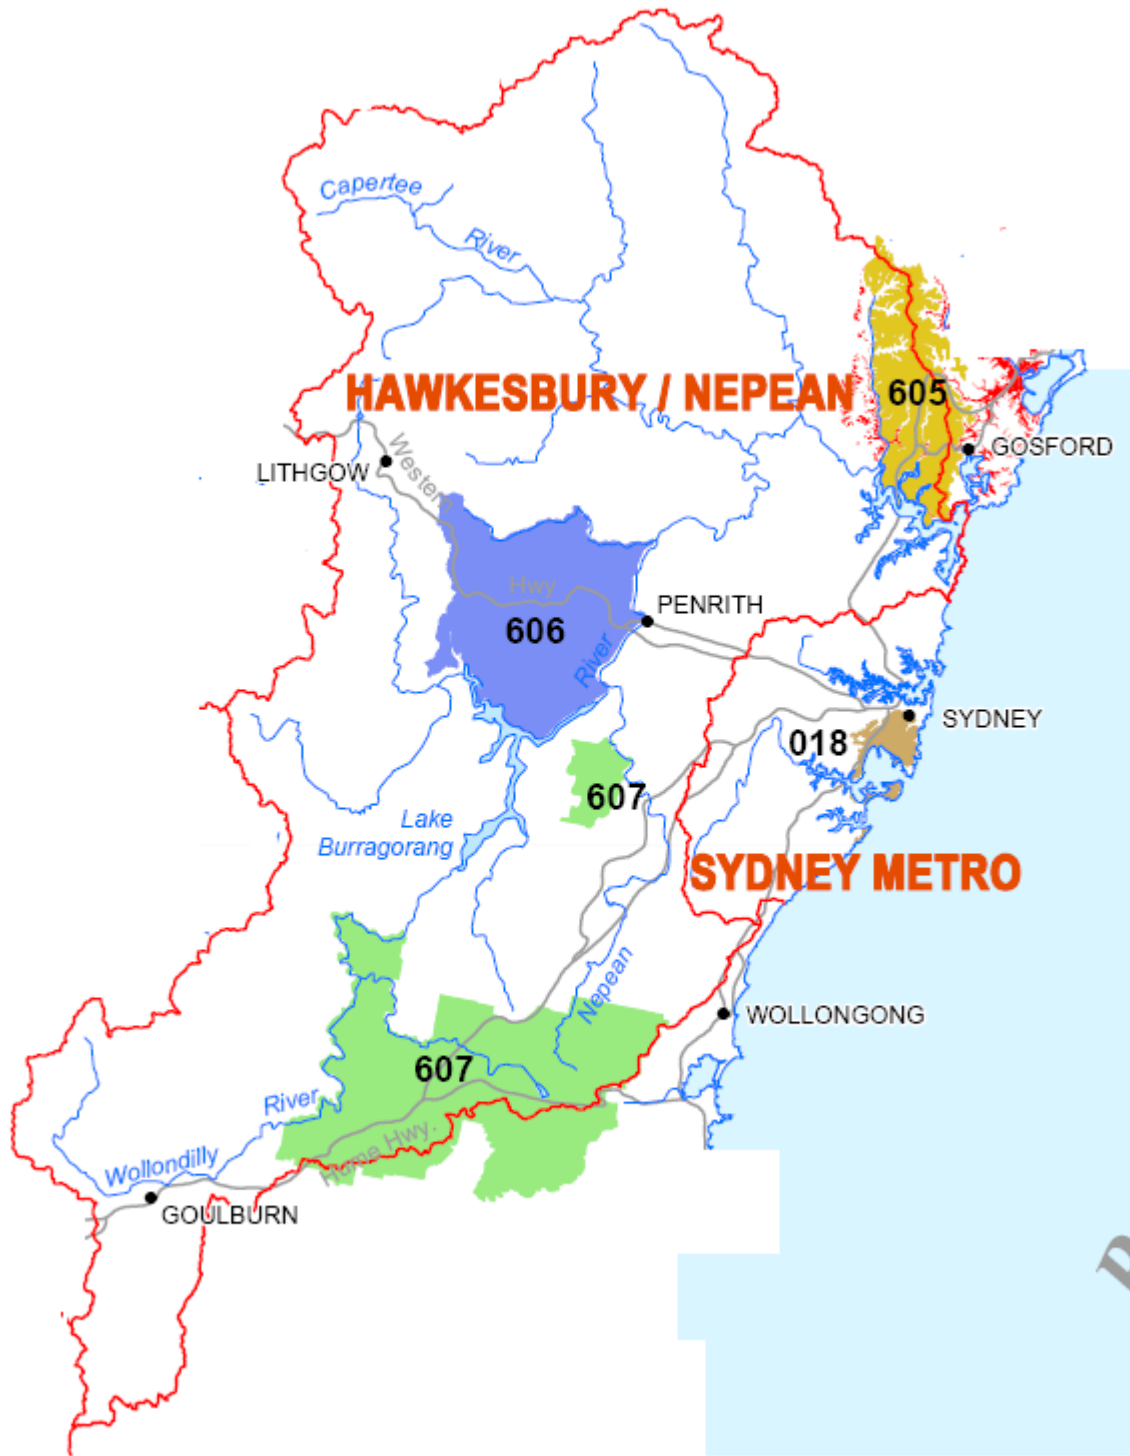 Capertee
River
HAWKESBURY / NEPEAN
605
GOSFORD
LITHGOW
Western
Hwy
PENRITH
606
River
SYDNEY
018
607
Lake
Burragorang
SYDNEY METRO
Nepean
WOLLONGONG
607
River
Hume Hwy.
Wollondilly
GOULBURN